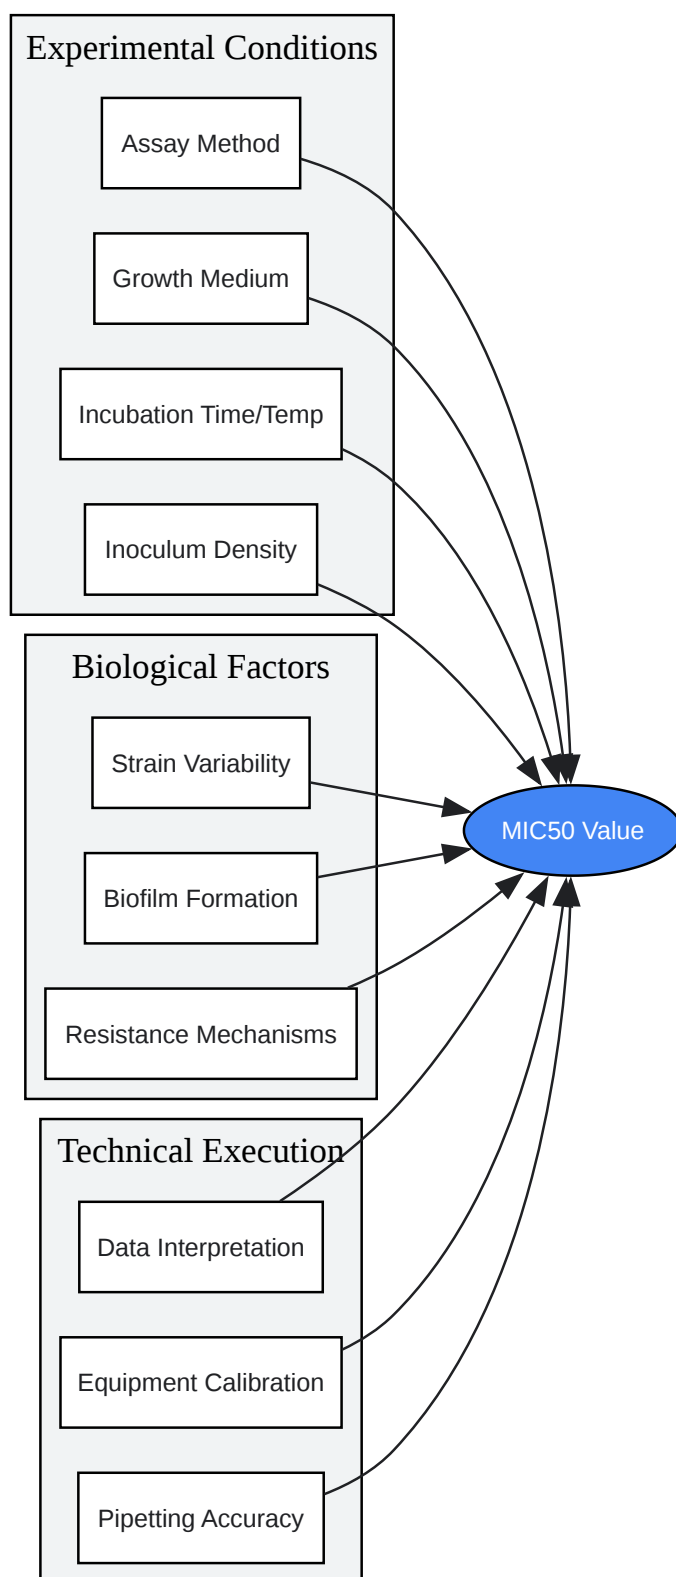 Experimental Conditions
Assay Method
Growth Medium
Incubation Time/Temp
Inoculum Density
Biological Factors
Strain Variability
MIC50 Value
Biofilm Formation
Resistance Mechanisms
Technical Execution
Data Interpretation
Equipment Calibration
Pipetting Accuracy